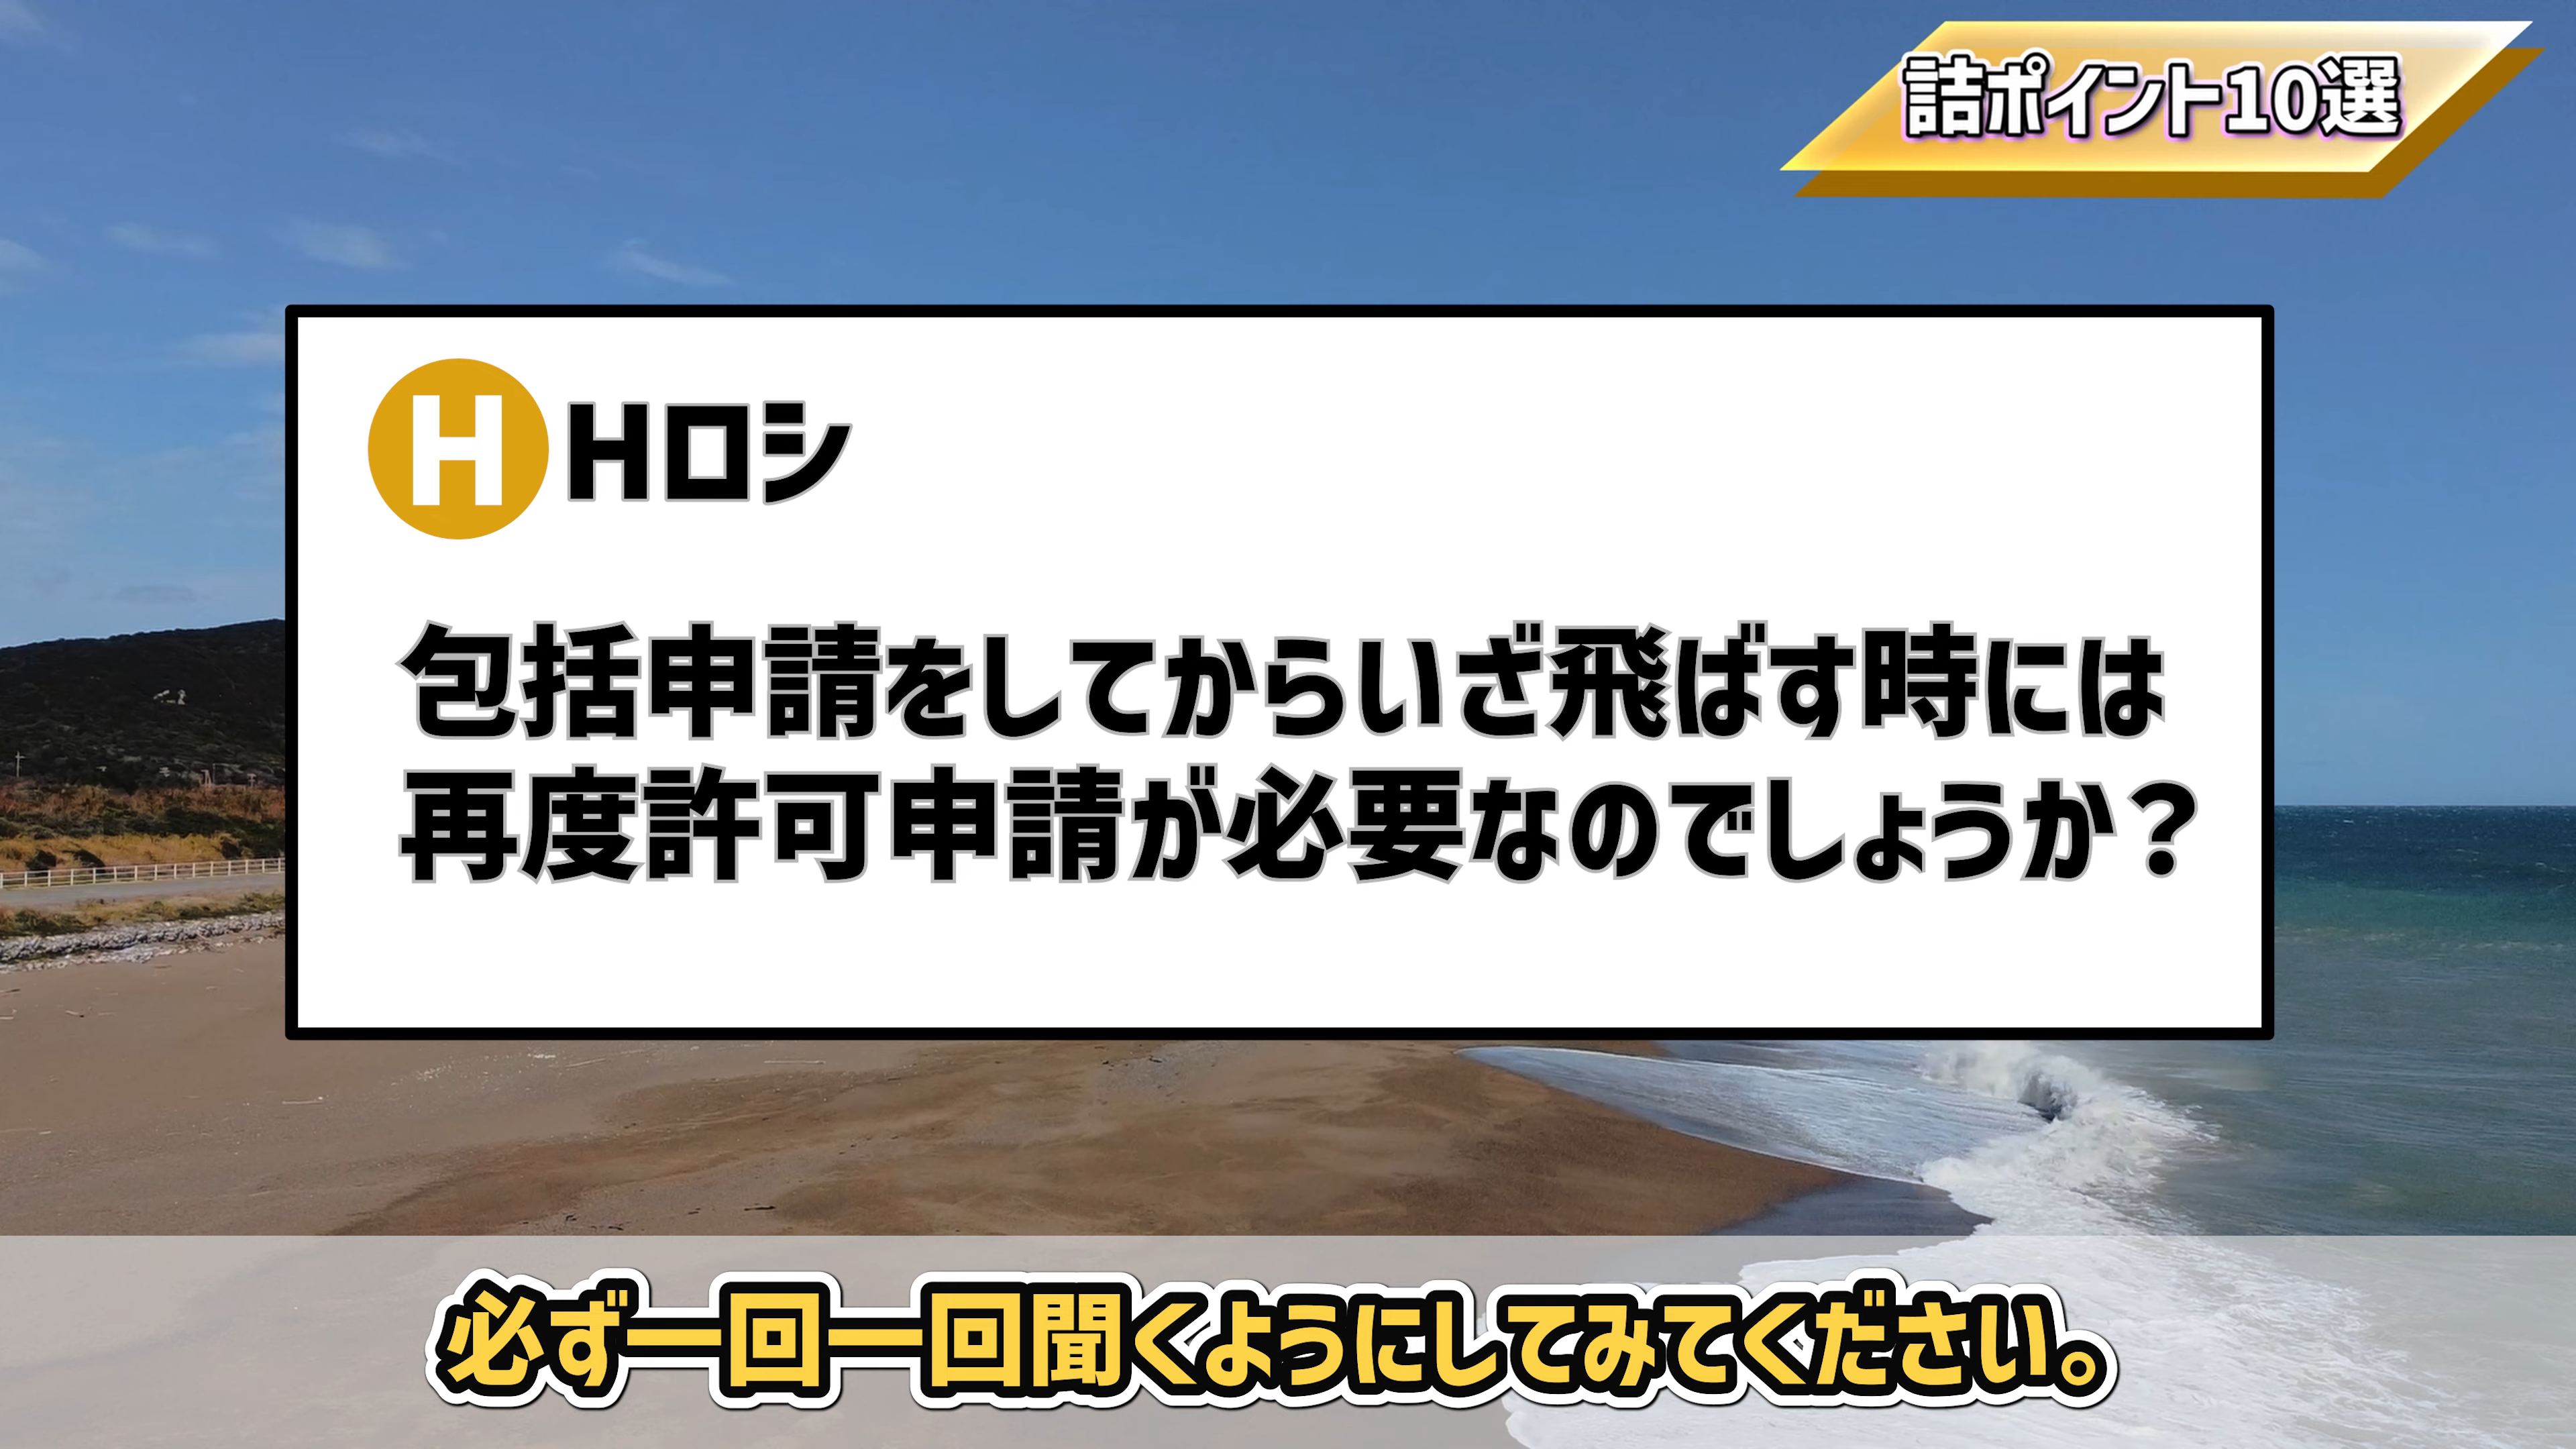 詰ポイント10選
H Hロシ
包括申請をしてからいざ飛ばす時には
再度許可申請が必要なのでしょうか？
必ず一回一回聞くようにしてみてください。